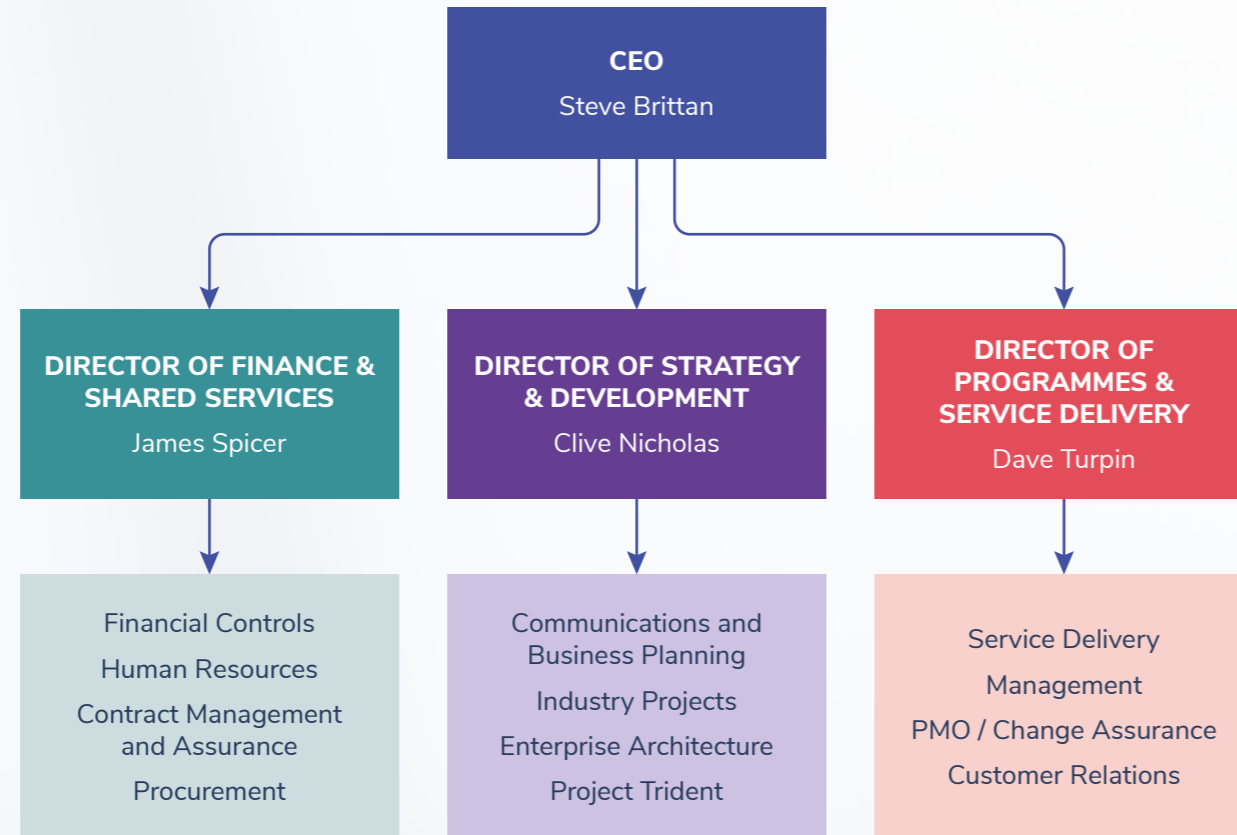 CEO
Steve Brittan
DIRECTOR OF FINANCE &
SHARED SERVICES
James Spicer
DIRECTOR OF STRATEGY
& DEVELOPMENT
Clive Nicholas
DIRECTOR OF
PROGRAMMES &
SERVICE DELIVERY
Dave Turpin
Financial Controls
Human Resources
Contract Management
and Assurance
Procurement
Communications and
Business Planning
Industry Projects
Enterprise Architecture
Project Trident
Service Delivery
Management
PMO / Change Assurance
Customer Relations